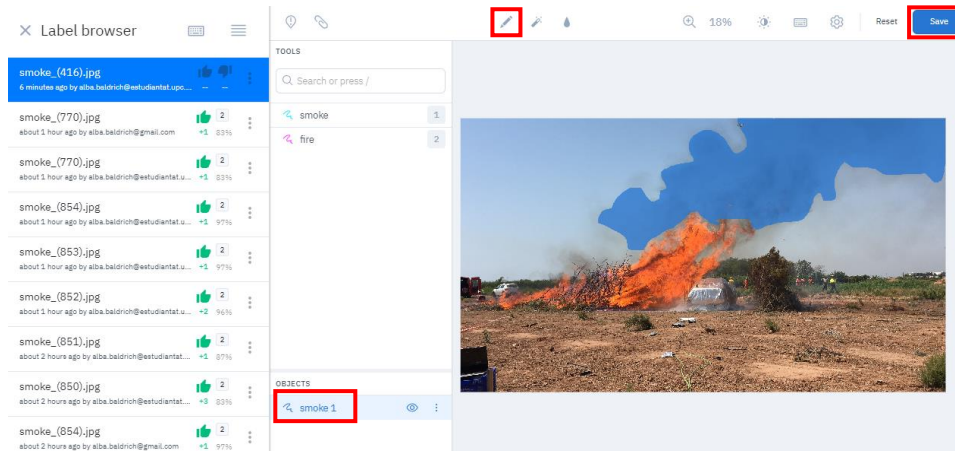 Label browser
smoke_(416).jpg
6 minutes ago by alba.baldrich@estudiantat.upc.... -- --
smoke_(770).jpg 2
about 1 hour ago by alba.baldrich@gmail.com +1 83%
smoke_(770).jpg 2
about 1 hour ago by alba.baldrich@estudiantat.u... +1 83%
smoke_(854).jpg 2
about 1 hour ago by alba.baldrich@estudiantat.u... +1 97%
smoke_(853).jpg 2
about 1 hour ago by alba.baldrich@estudiantat.u... +1 97%
smoke_(852).jpg 2
about 1 hour ago by alba.baldrich@estudiantat.u... +2 96%
smoke_(851).jpg 2
about 2 hours ago by alba.baldrich@estudiantat.... +1 87%
smoke_(850).jpg 2
about 2 hours ago by alba.baldrich@estudiantat.... +3 83%
smoke_(854).jpg 2
about 2 hours ago by alba.baldrich@gmail.com +1 97%
18% Reset Save
TOOLS
Search or press /
smoke 1
fire 2
OBJECTS
smoke 1